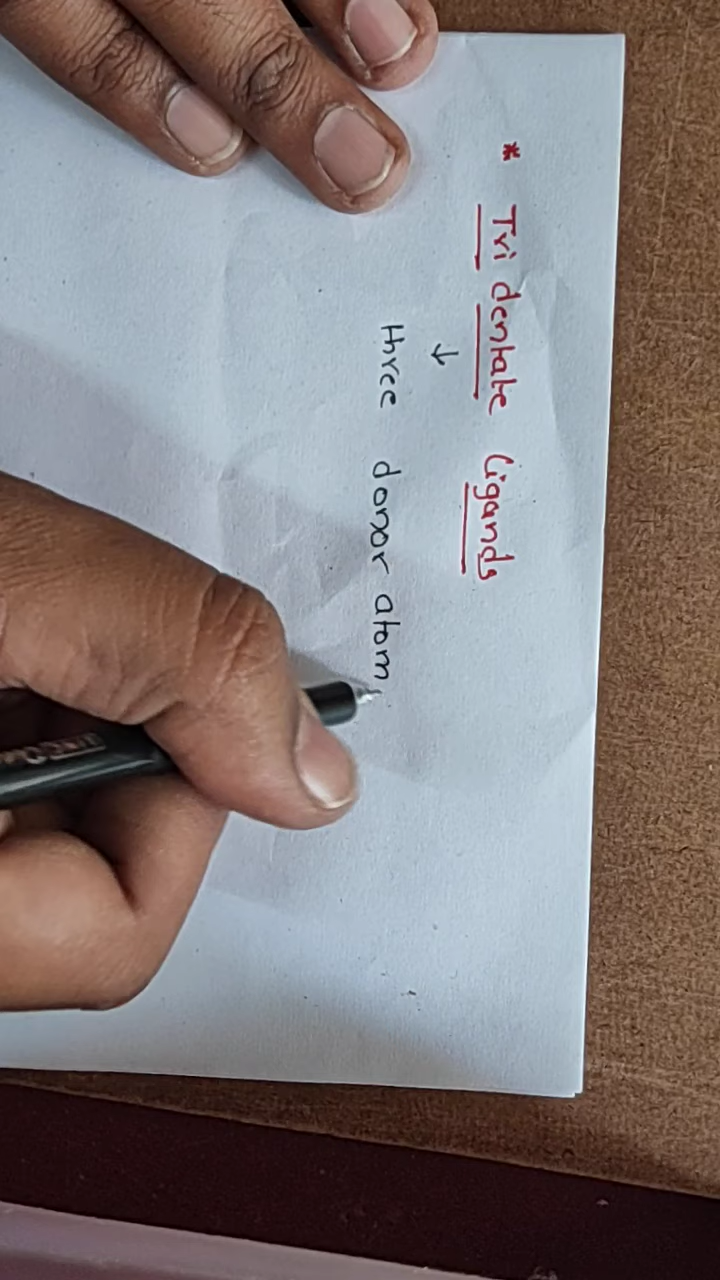 * Tri dentate Ligands
↓
three donor atom